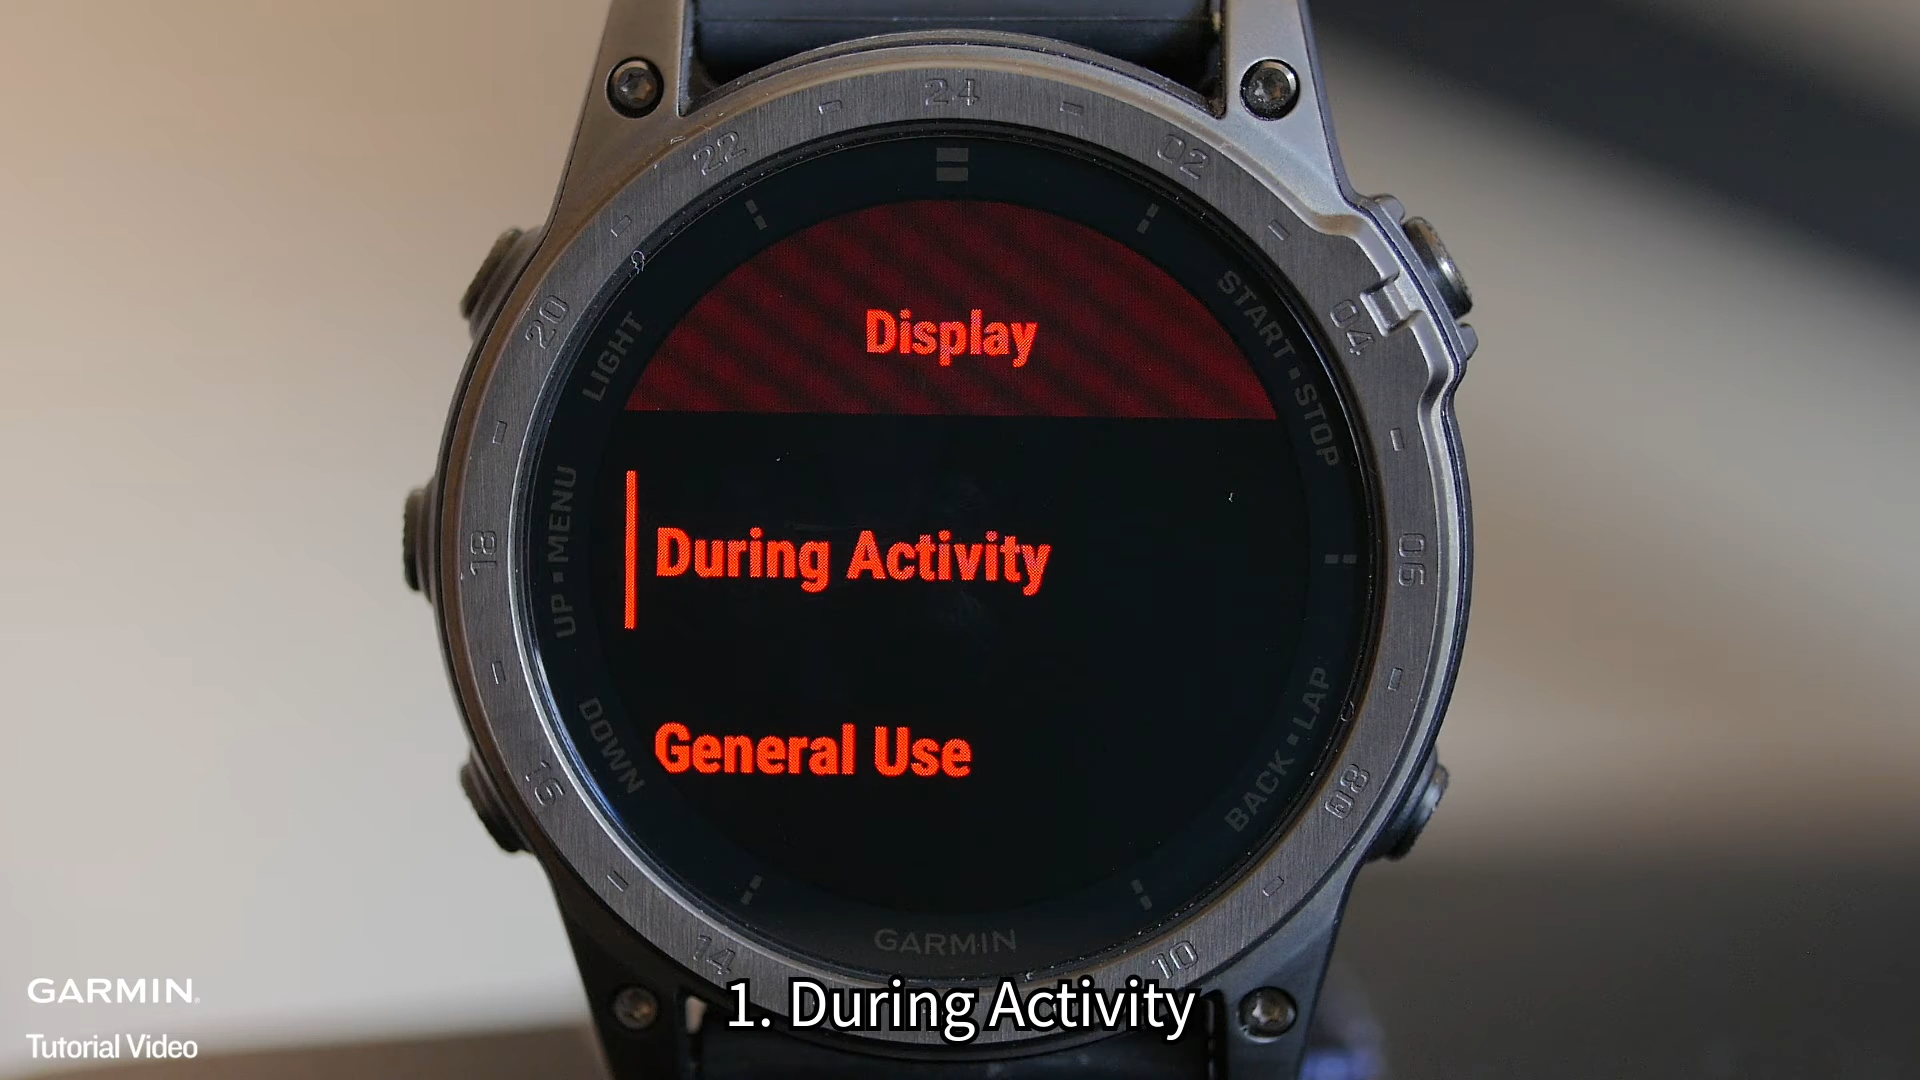 24
22
02
20
04
LIGHT
START•STOP
Display
18
UP•MENU
During Activity
06
General Use
DOWN
BACK•LAP
16
08
GARMIN
14
10
GARMIN
1. During Activity
Tutorial Video